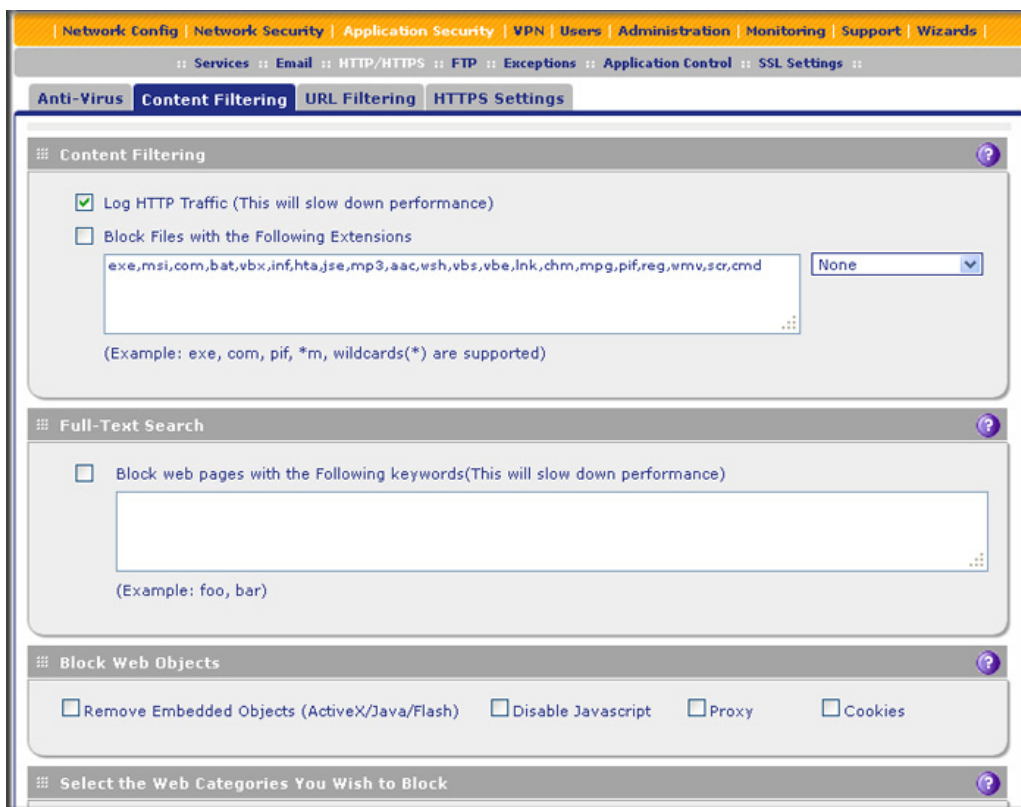 | Network Config | Network Security | Application Security | VPN | Users | Administration | Monitoring | Support | Wizards |
:: Services :: Email :: HTTP/HTTPS :: FTP :: Exceptions :: Application Control :: SSL Settings ::
Anti-Virus Content Filtering URL Filtering HTTPS Settings
Content Filtering ?
Log HTTP Traffic (This will slow down performance)
Block Files with the Following Extensions
exe,msi,com,bat,vbx,inf,hta,jse,mp3,aac,wsh,vbs,vbe,lnk,chm,mpg,pif,reg,wmv,scr,cmd None
(Example: exe, com, pif, *m, wildcards(*) are supported)
Full-Text Search ?
Block web pages with the Following keywords(This will slow down performance)
(Example: foo, bar)
Block Web Objects ?
Remove Embedded Objects (ActiveX/Java/Flash) Disable Javascript Proxy Cookies
Select the Web Categories You Wish to Block ?